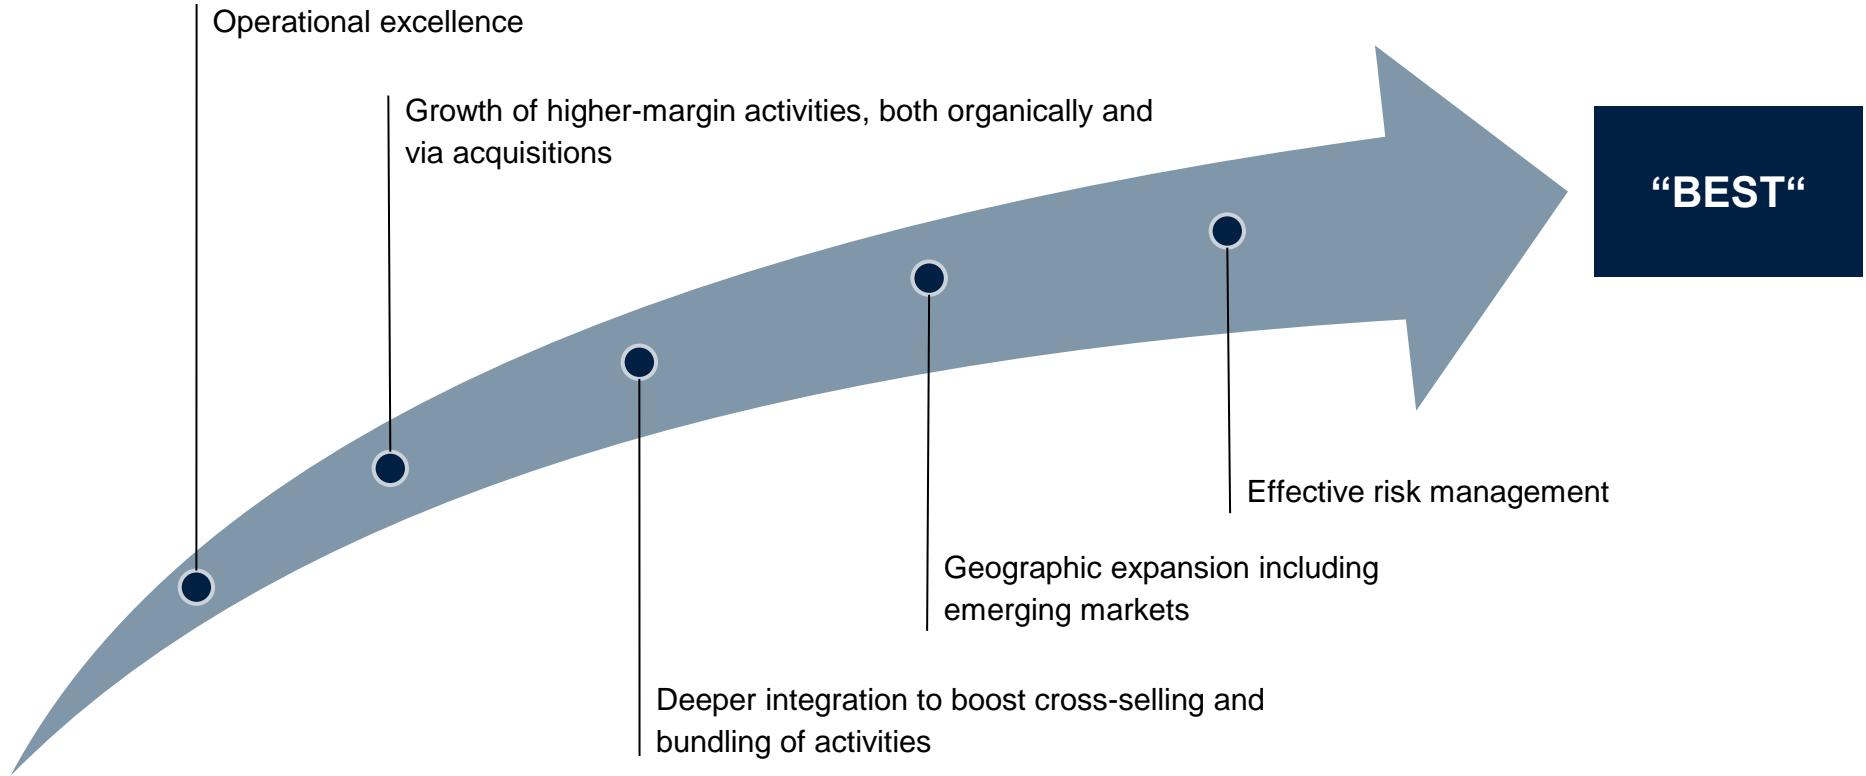 Operational excellence
Growth of higher-margin activities, both organically and
via acquisitions
“BEST“
Effective risk management
Geographic expansion including
emerging markets
Deeper integration to boost cross-selling and
bundling of activities